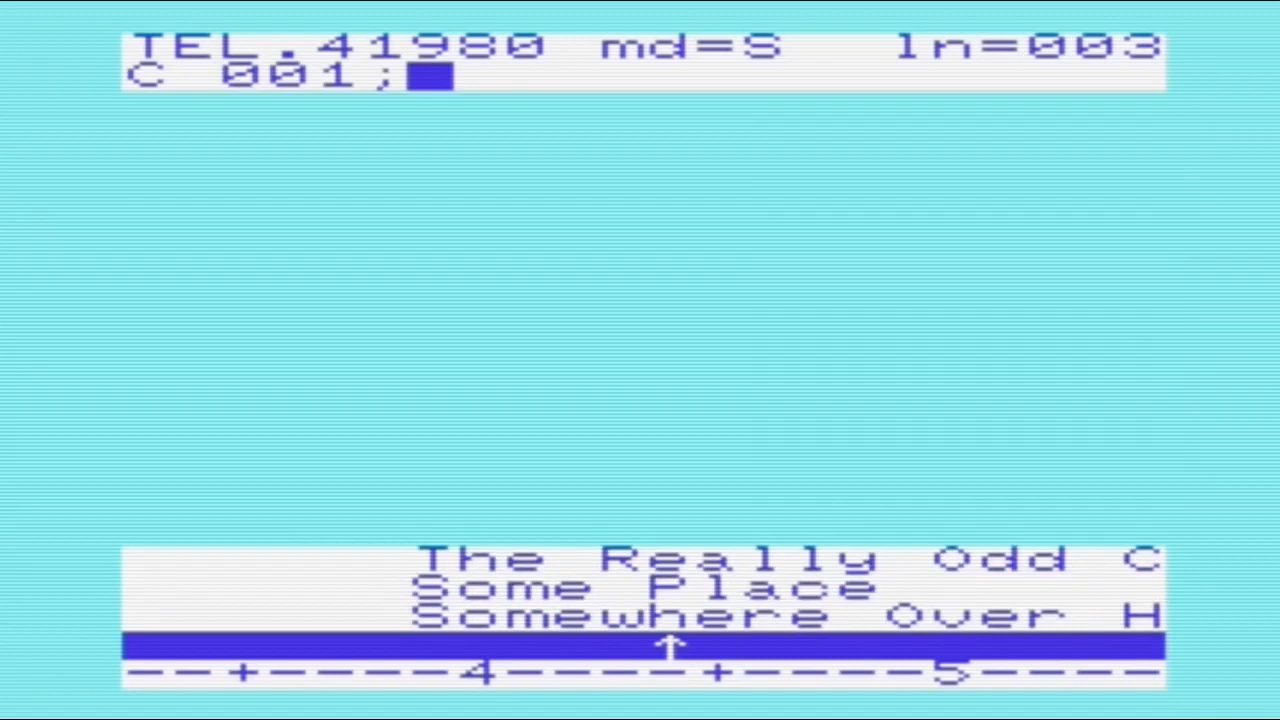 TEL.41980 md=S ln=003
C 001;
The Really Odd C
Some Place
Somewhere Over H
↑
--+----4----+----5----